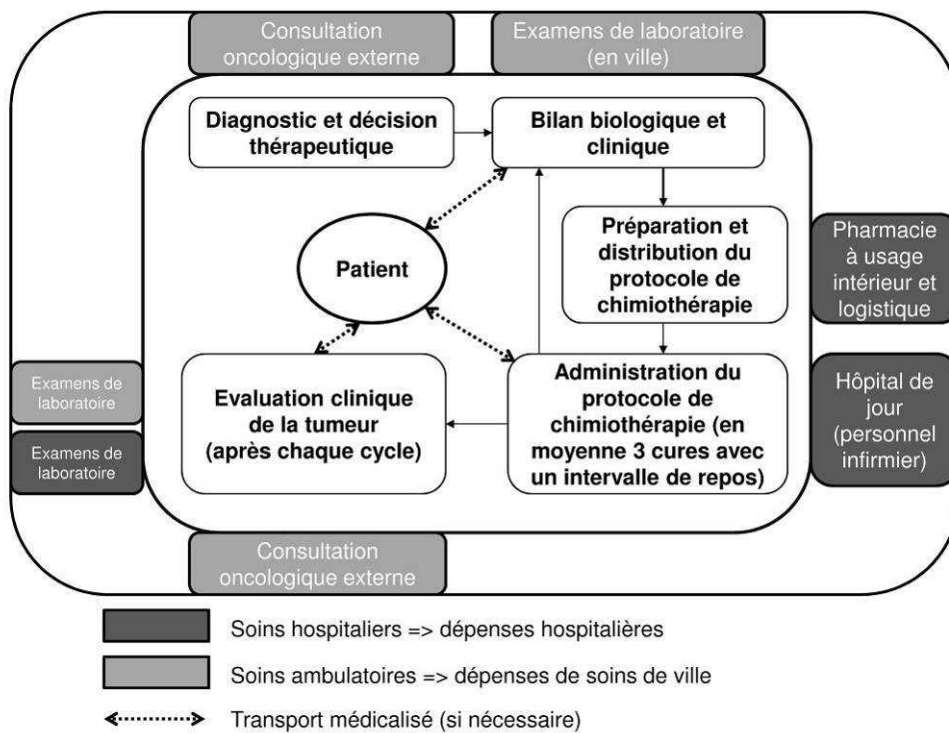 Consultation
oncologique externe
Examens de laboratoire
(en ville)
Diagnostic et décision
thérapeutique
Bilan biologique et
clinique
Patient
Préparation et
distribution du
protocole de
chimiothérapie
Pharmacie
à usage
intérieur et
logistique
Examens de
laboratoire
Examens de
laboratoire
Evaluation clinique
de la tumeur
(après chaque cycle)
Administration du
protocole de
chimiothérapie (en
moyenne 3 cures avec
un intervalle de repos)
Hôpital de
jour
(personnel
infirmier)
Consultation
oncologique externe
Soins hospitaliers => dépenses hospitalières
Soins ambulatoires => dépenses de soins de ville
Transport médicalisé (si nécessaire)